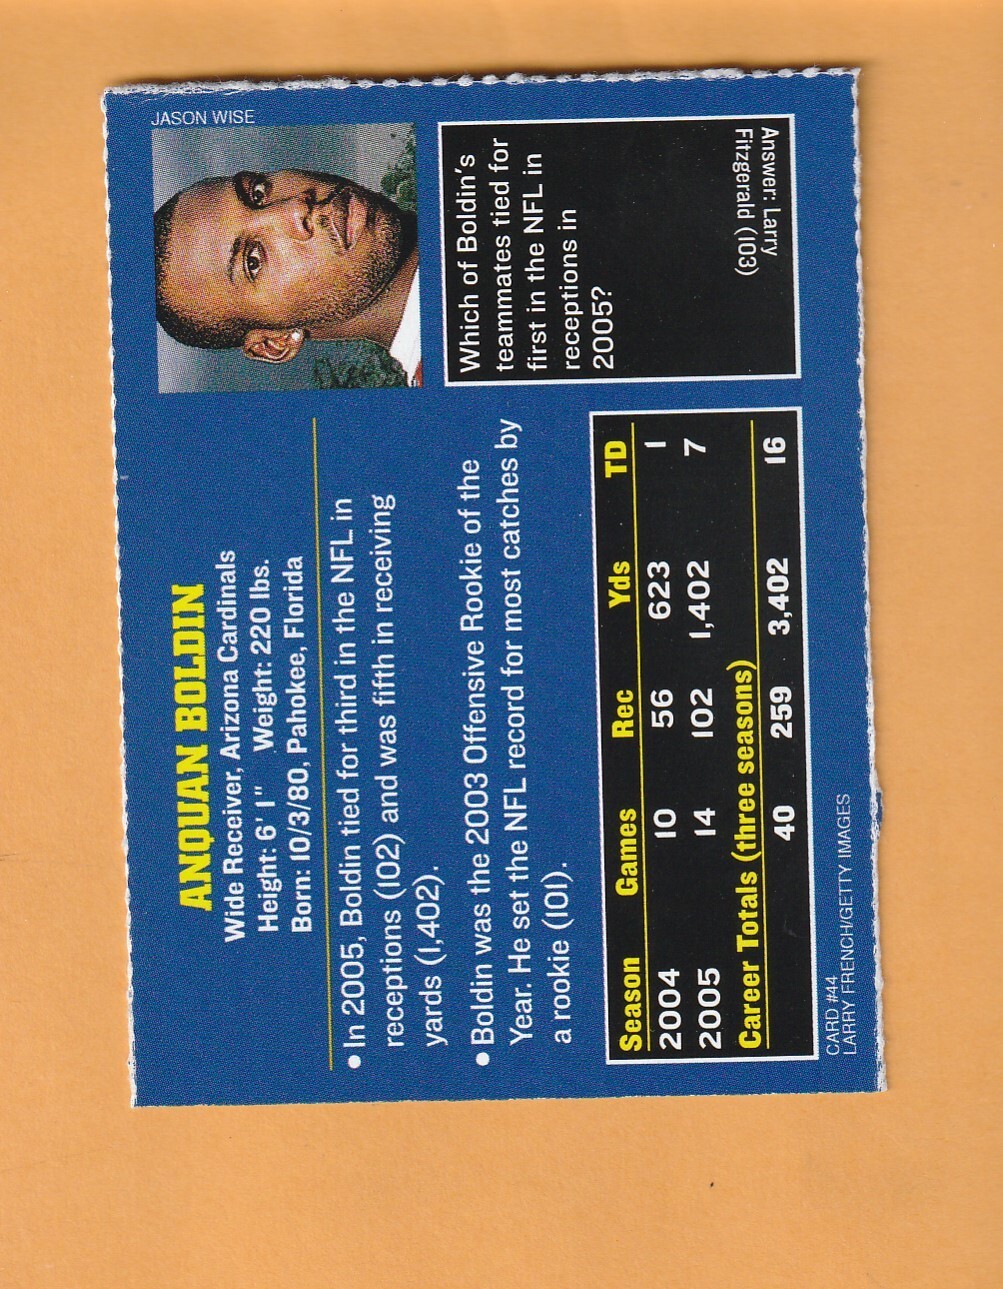 ANQUAN BOLDIN
Wide Receiver, Arizona Cardinals
Height: 6' 1" Weight: 220 lbs.
Born: 10/3/80, Pahokee, Florida
• In 2005, Boldin tied for third in the NFL in
receptions (102) and was fifth in receiving
yards (1,402).
• Boldin was the 2003 Offensive Rookie of the
Year. He set the NFL record for most catches by
a rookie (101).
Season Games Rec Yds TD
2004 10 56 623 1
2005 14 102 1,402 7
Career Totals (three seasons)
40 259 3,402 16
CARD #44
LARRY FRENCH/GETTY IMAGES
JASON WISE
Which of Boldin's
teammates tied for
first in the NFL in
receptions in
2005?
Answer: Larry
Fitzgerald (103)